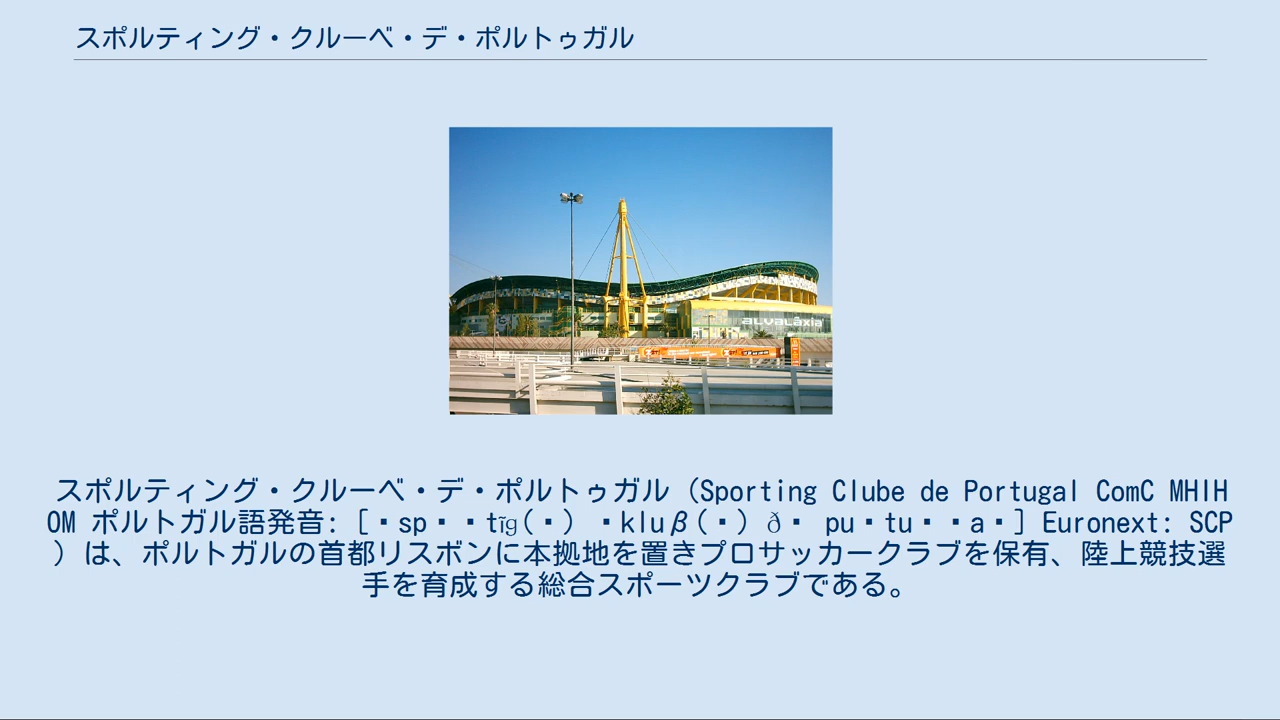 スポルティング・クルーベ・デ・ポルトゥガル
alvaláxia
スポルティング・クルーベ・デ・ポルトゥガル（Sporting Clube de Portugal ComC MHIH
OM ポルトガル語発音: [▪sp▪▪tĩɡ(▪) ▪kluβ(▪) ð▪ pu▪tu▪▪a▪] Euronext: SCP
）は、ポルトガルの首都リスボンに本拠地を置きプロサッカークラブを保有、陸上競技選
手を育成する総合スポーツクラブである。